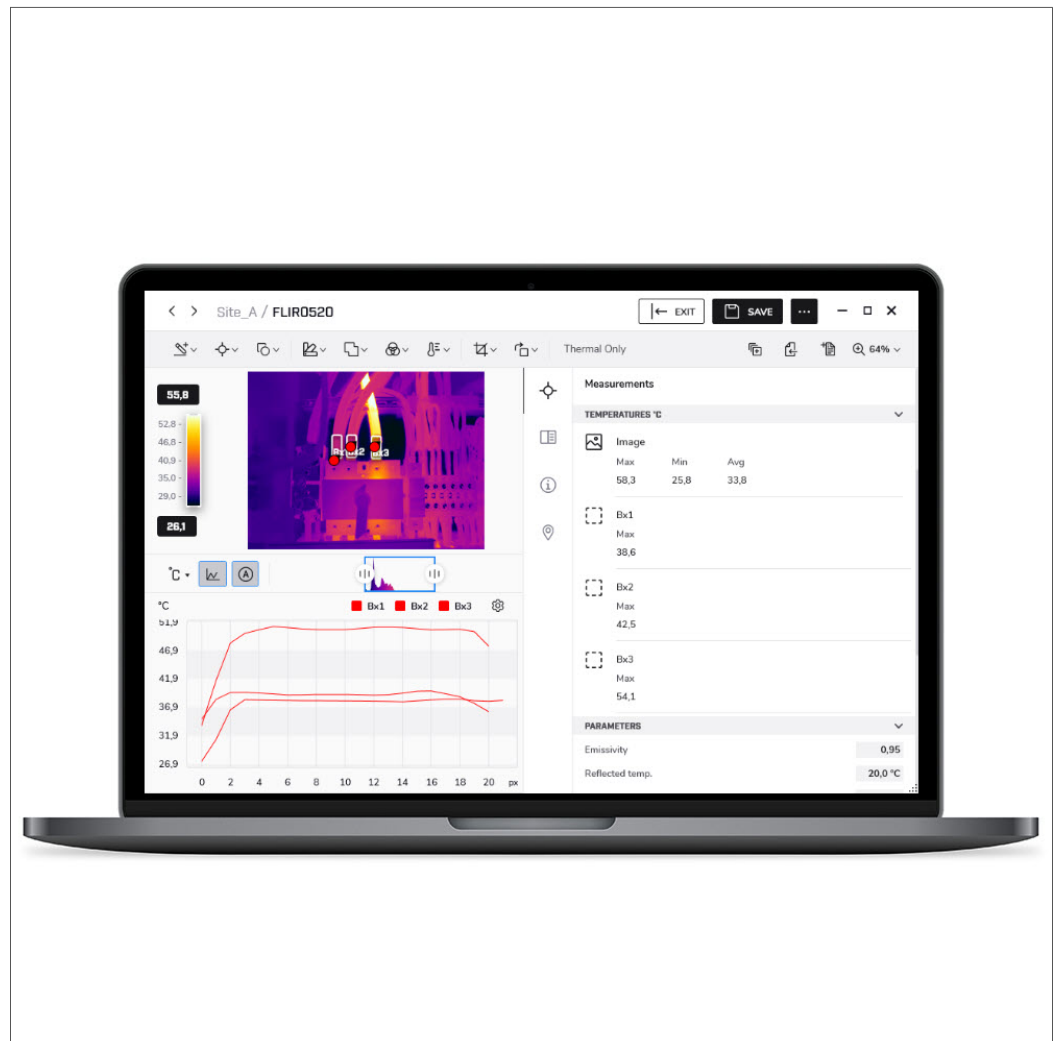 Site_A / FLIR0520
EXIT
SAVE
Thermal Only
64%
55,8
52,8
46,8
40,9
35,0
29,0
26,1
Bx2 Bx3
Measurements
TEMPERATURES °C
Image
Max Min Avg
58,3 25,8 33,8
Bx1
Max
38,6
Bx2
Max
42,5
Bx3
Max
54,1
PARAMETERS
Emissivity 0,95
Reflected temp. 20,0 °C
°C
A
°C Bx1 Bx2 Bx3
51,9
46,9
41,9
36,9
31,9
26,9
0 2 4 6 8 10 12 14 16 18 20 px